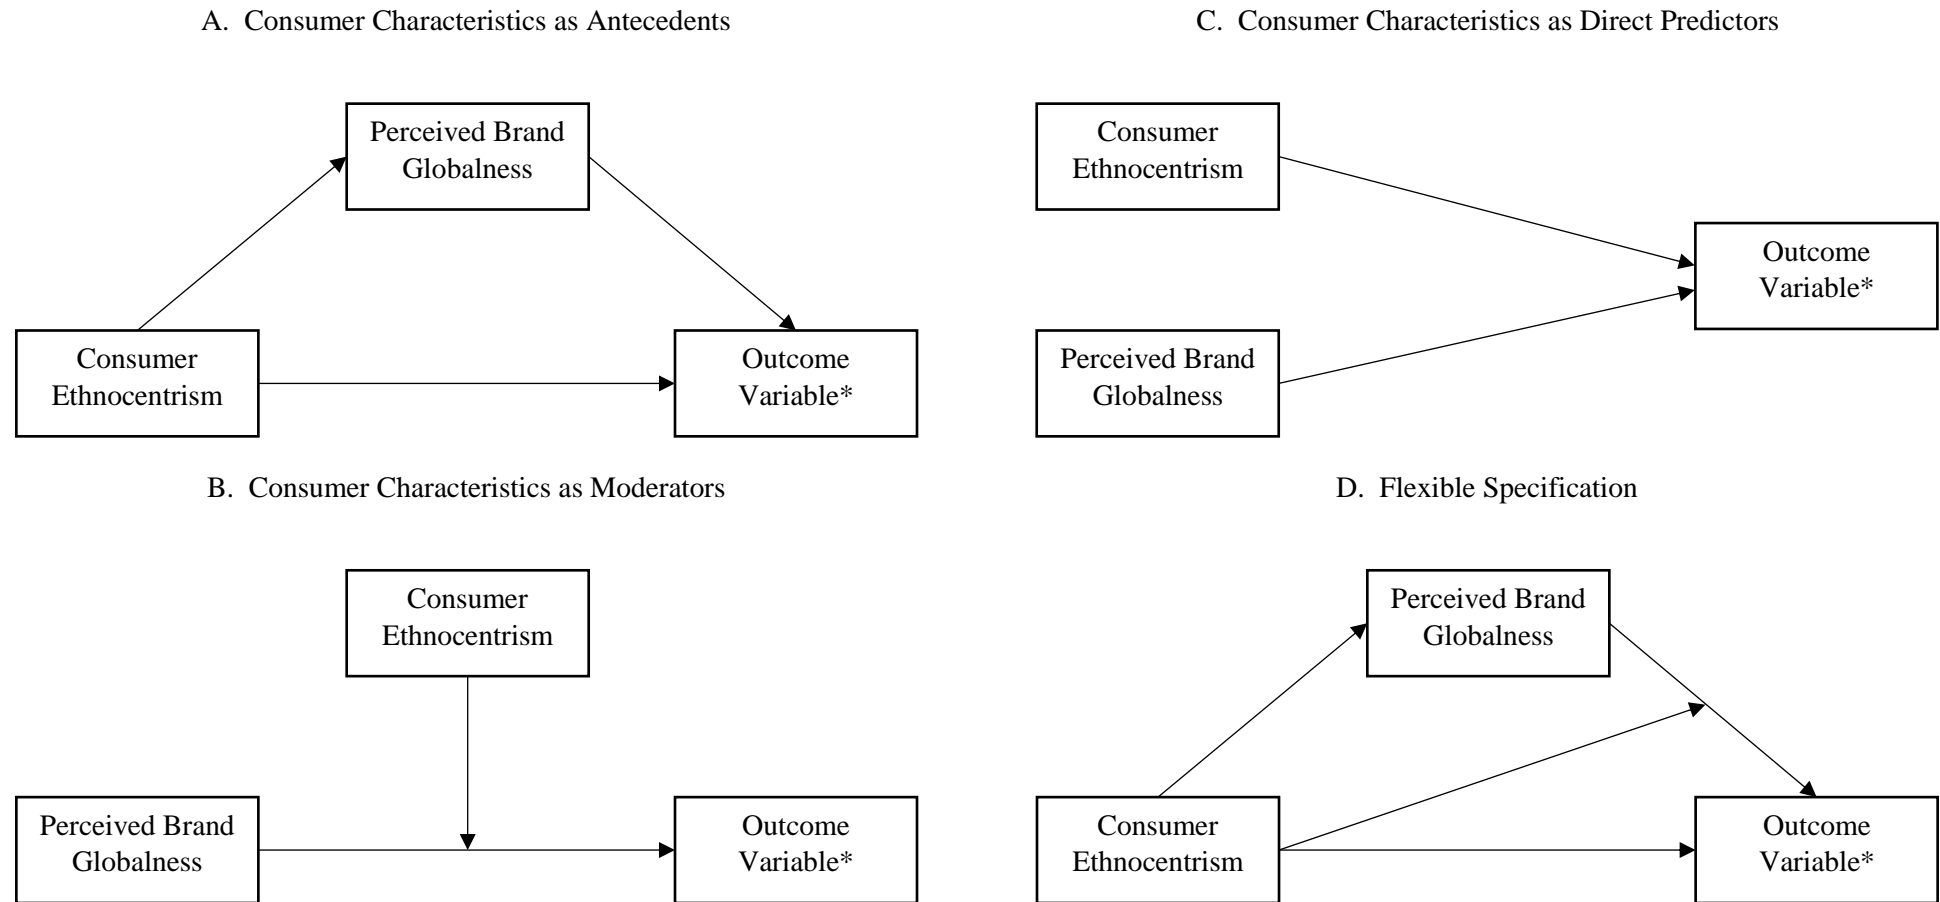 A. Consumer Characteristics as Antecedents
Perceived Brand
Globalness
Consumer
Ethnocentrism
Outcome
Variable*
B. Consumer Characteristics as Moderators
Consumer
Ethnocentrism
Perceived Brand
Globalness
Outcome
Variable*
C. Consumer Characteristics as Direct Predictors
Consumer
Ethnocentrism
Outcome
Variable*
Perceived Brand
Globalness
D. Flexible Specification
Perceived Brand
Globalness
Consumer
Ethnocentrism
Outcome
Variable*